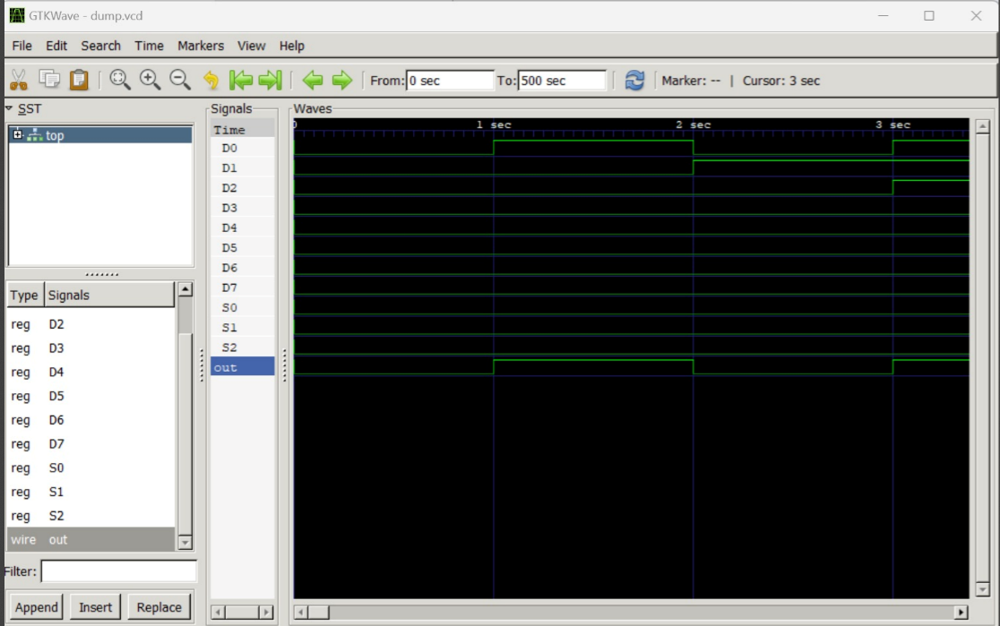 GTKWave - dump.vcd
File Edit Search Time Markers View Help
From: 0 sec To: 500 sec Marker: -- | Cursor: 3 sec
SST
top
Type Signals
reg D2
reg D3
reg D4
reg D5
reg D6
reg D7
reg S0
reg S1
reg S2
wire out
Filter:
Append Insert Replace
Signals
Time
D0
D1
D2
D3
D4
D5
D6
D7
S0
S1
S2
out
Waves
0 1 sec 2 sec 3 sec